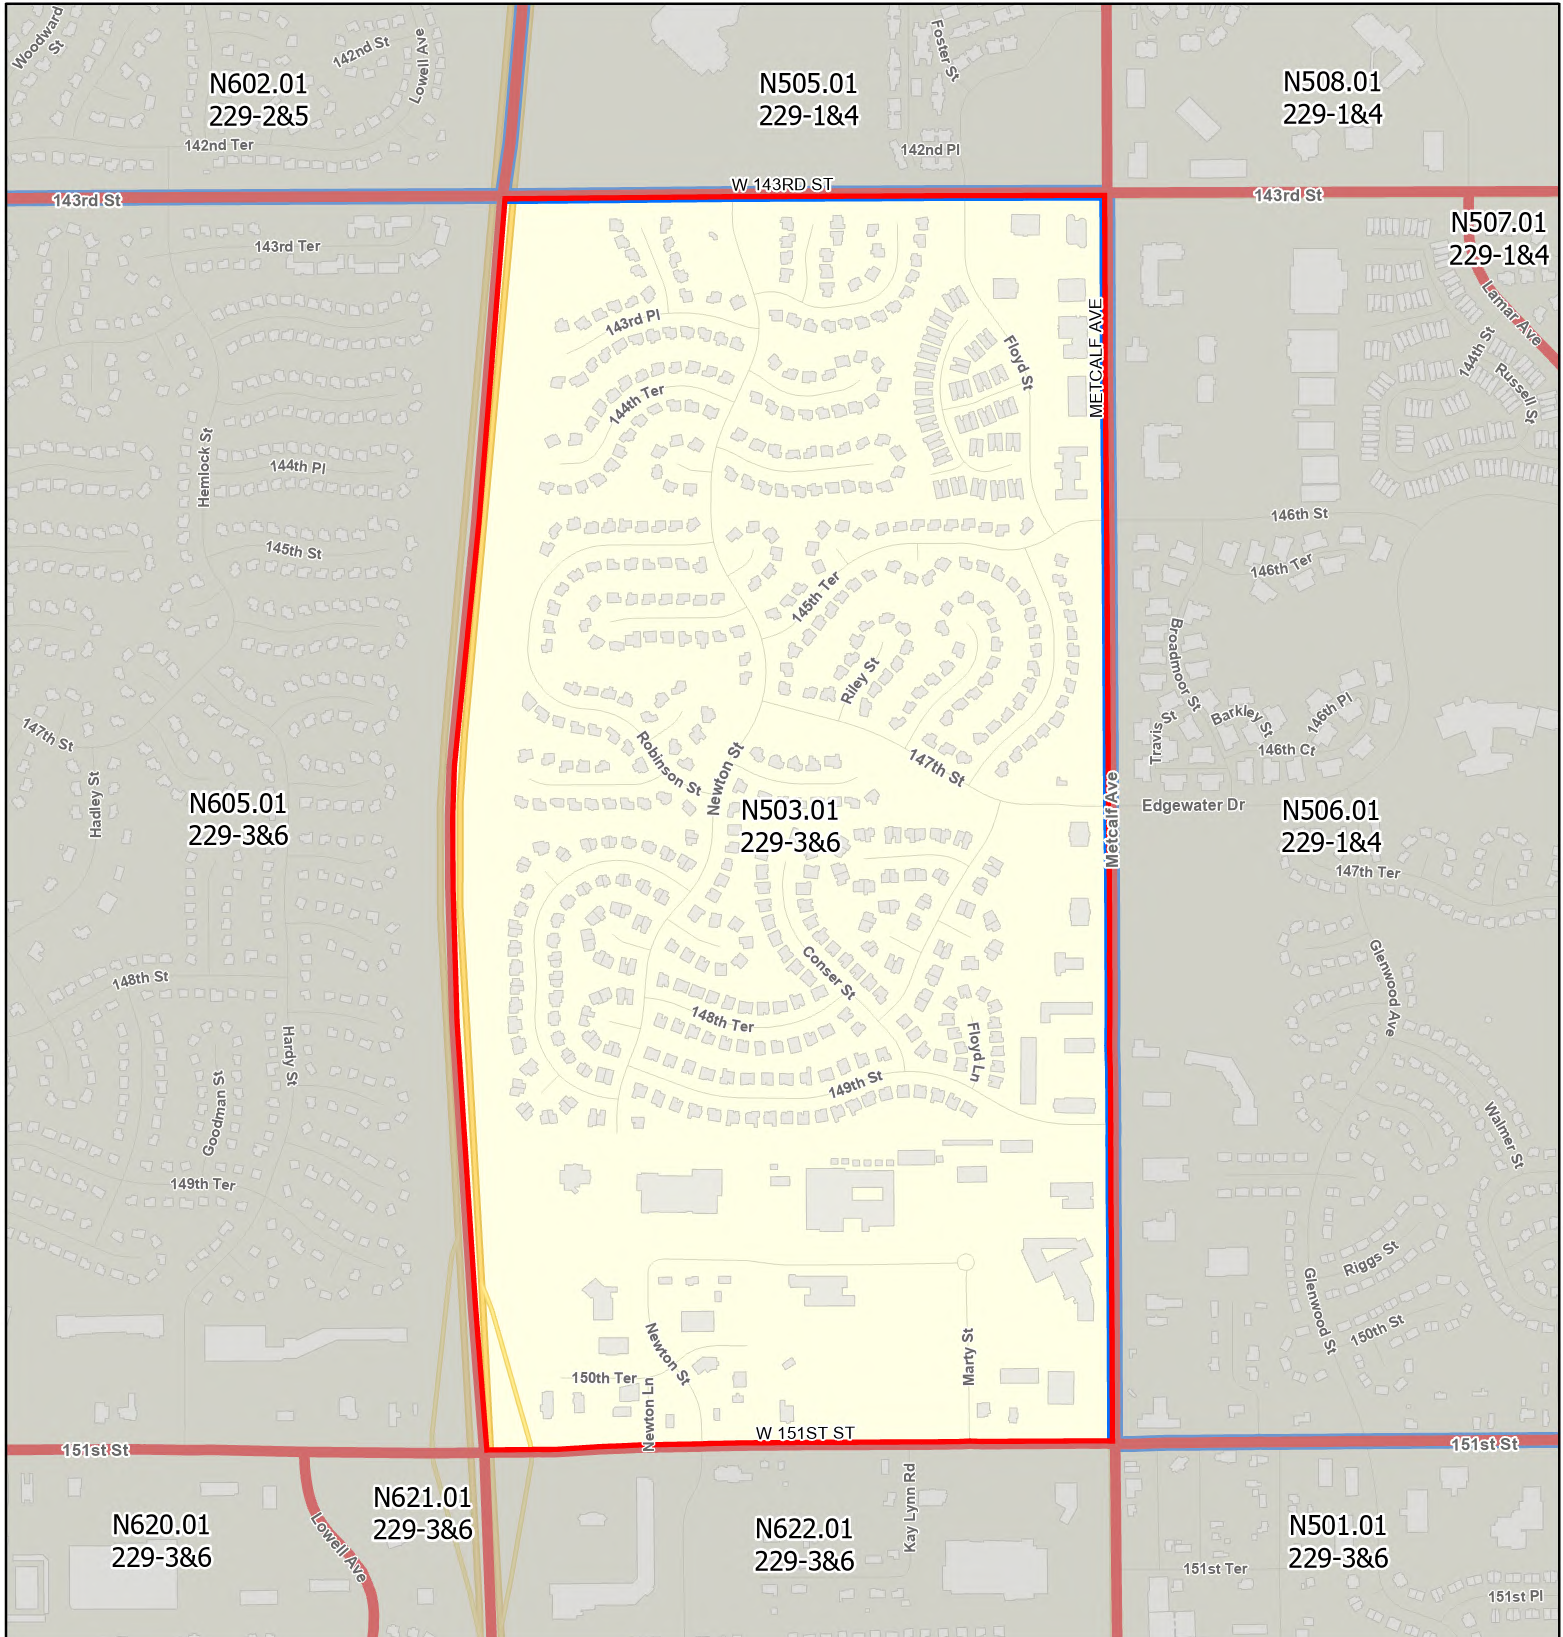 Woodward
St
142nd St
Lowell Ave
Foster St
N602.01
229-2&5
N505.01
229-1&4
N508.01
229-1&4
142nd Ter
142nd Pl
W 143RD ST
143rd St
143rd St
N507.01
229-1&4
143rd Ter
Lamar Ave
143rd Pl
METCALF AVE
Floyd St
144th St
Russell St
144th Ter
Hemlock St
144th Pl
146th St
145th St
146th Ter
145th Ter
Broadmoor St
Riley St
147th St
Travis St
Barkley St
146th Pl
146th Ct
Robinson St
Newton St
147th St
Metcalf Ave
Hadley St
Edgewater Dr
N605.01
229-3&6
N503.01
229-3&6
N506.01
229-1&4
147th Ter
Glenwood Ave
148th St
Conser St
148th Ter
Hardy St
Floyd Ln
Goodman St
149th St
Walmer St
149th Ter
Riggs St
Glenwood St
150th St
Newton St
Marty St
150th Ter
Newton Ln
W 151ST ST
151st St
151st St
Kay Lynn Rd
N621.01
229-3&6
N620.01
229-3&6
Lowell Ave
N622.01
229-3&6
N501.01
229-3&6
151st Ter
151st Pl